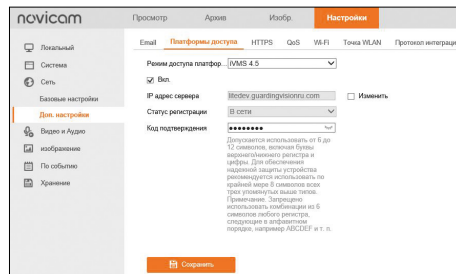 novicam
Просмотр Архив Изобр. Настройки
Локальный
Система
Сеть
Базовые настройки
Доп. настройки
Видео и Аудио
изображение
По событию
Хранение
Email Платформы доступа HTTPS QoS Wi-Fi Точка WLAN Протокол интеграци
Режим доступа платфор... iVMS 4.5
Вкл.
IP адрес сервера litedev.guardingvisionru.com Изменить
Статус регистрации В сети
Код подтверждения ●●●●●●●●
Допускается использовать от 6 до
12 символов, включая буквы
верхнего/нижнего регистра и
цифры. Для обеспечения
надежной защиты устройства
рекомендуется использовать по
крайней мере 8 символов всех
трех упомянутых выше типов.
Примечание. Запрещено
использовать комбинации из 6
символов любого регистра,
следующие в алфавитном
порядке, например ABCDEF и т. п.
Сохранить